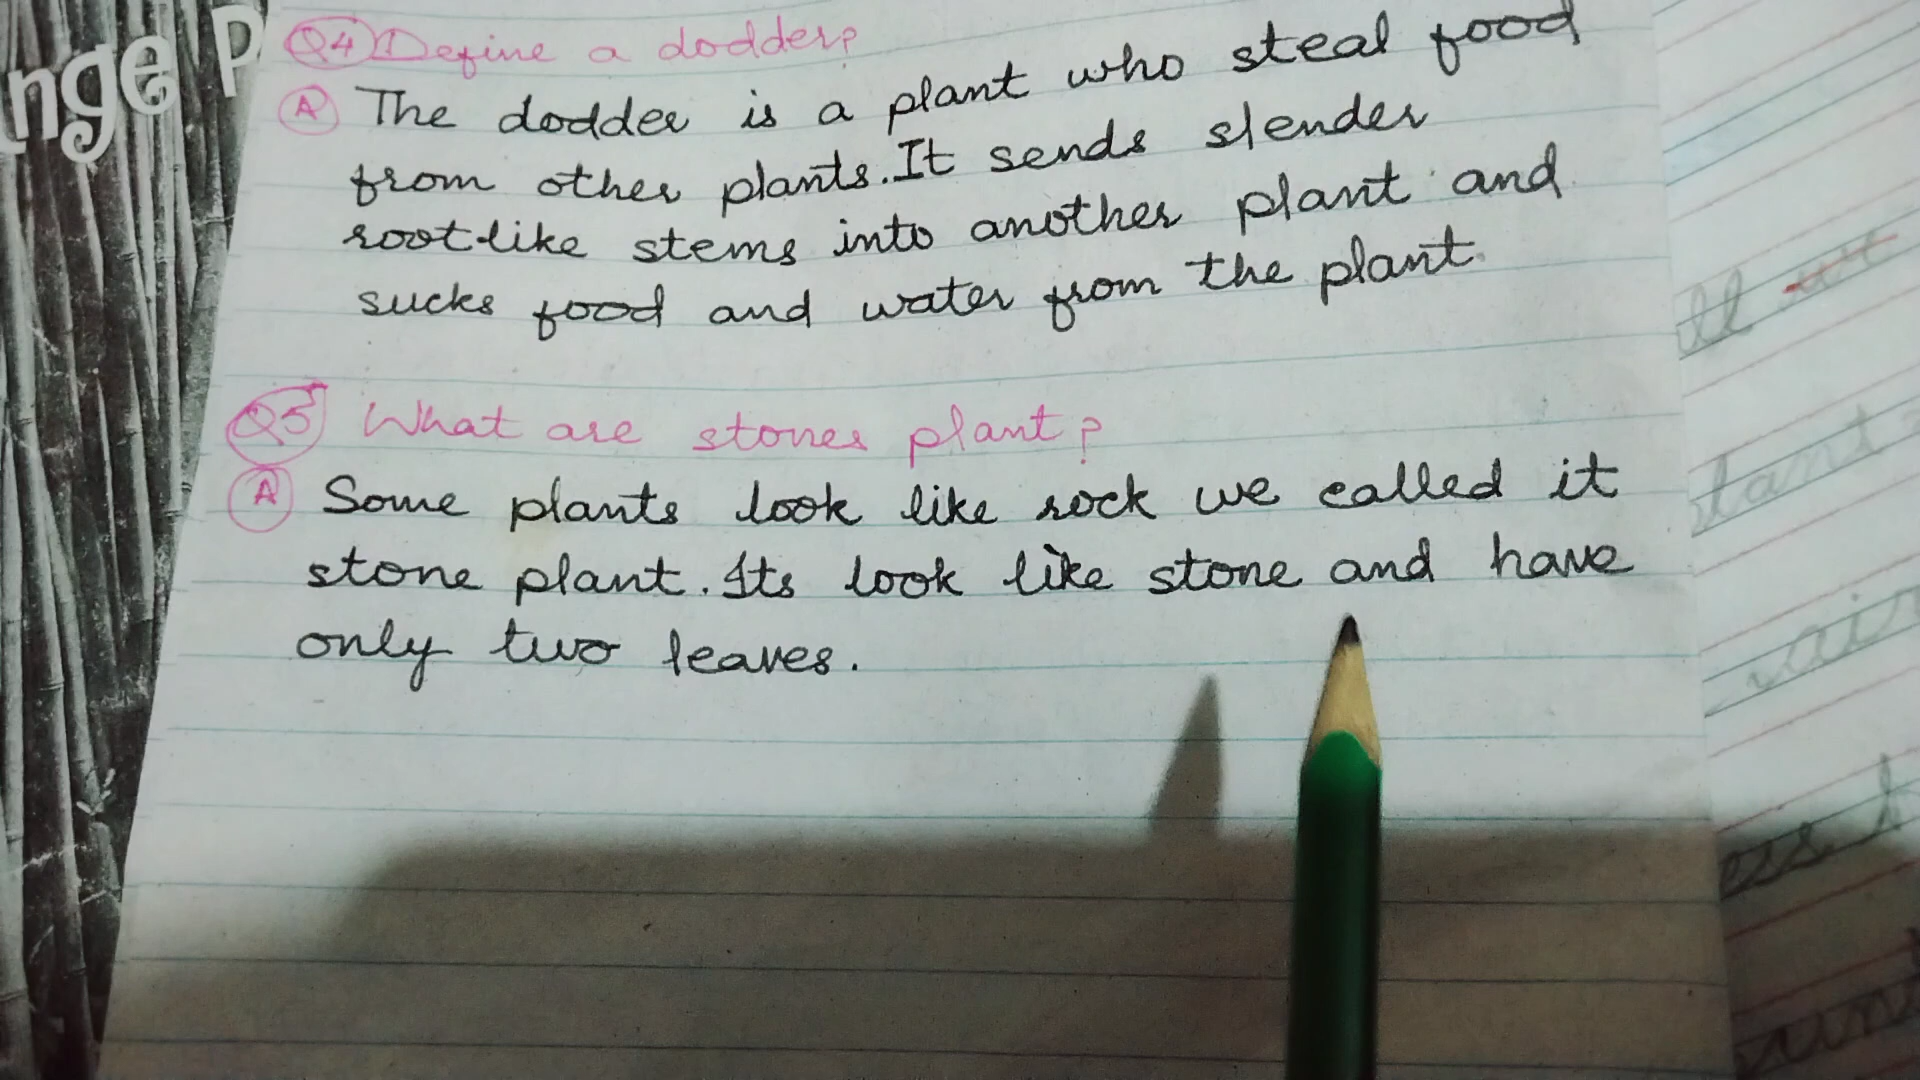 nge P
Q4 Define a dodder?
A The dodder is a plant who steal food
from other plants. It sends slender
root-like stems into another plant and
sucks food and water from the plant.
Q5 What are stones plant?
A Some plants look like rock we called it
stone plant. Its look like stone and have
only two leaves.